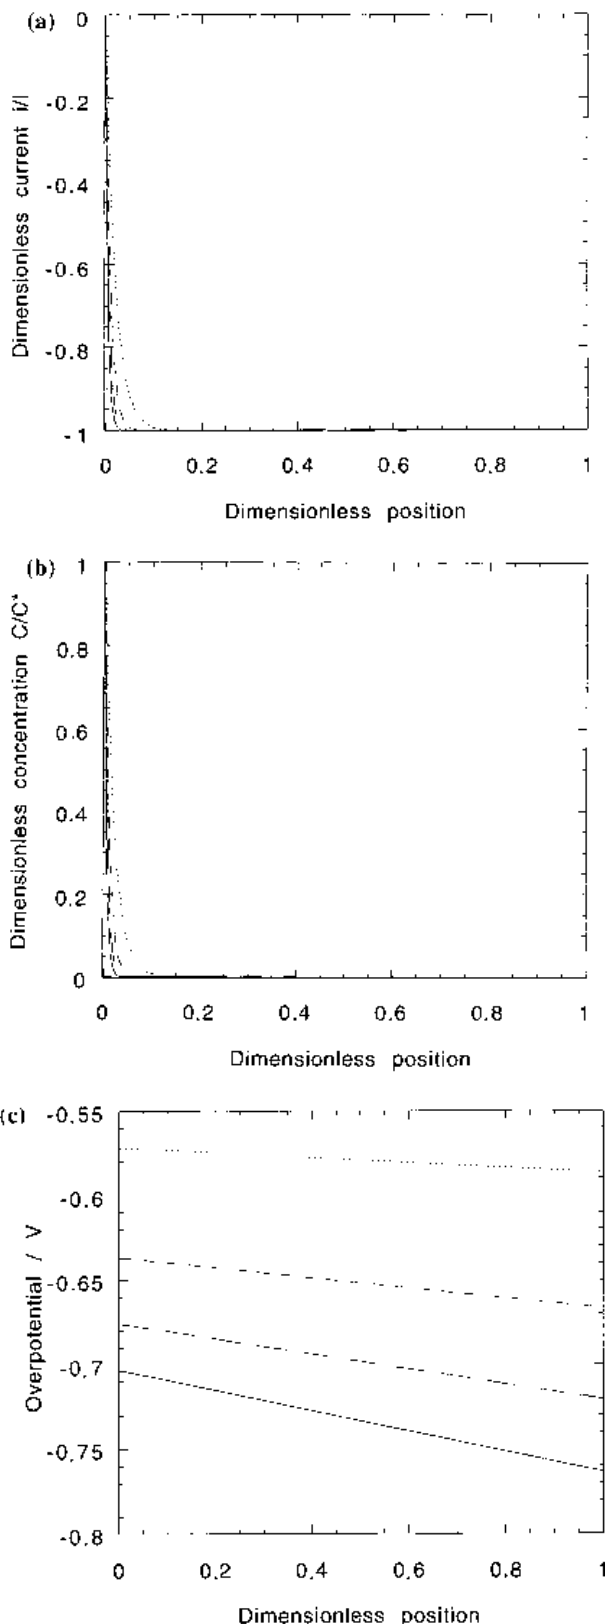 (a)
Dimensionless current i/I
0
-0.2
-0.4
-0.6
-0.8
-1
0 0.2 0.4 0.6 0.8 1
Dimensionless position
(b)
Dimensionless concentration C/C*
1
0.8
0.6
0.4
0.2
0
0 0.2 0.4 0.6 0.8 1
Dimensionless position
(c)
Overpotential / V
-0.55
-0.6
-0.65
-0.7
-0.75
-0.8
0 0.2 0.4 0.6 0.8 1
Dimensionless position